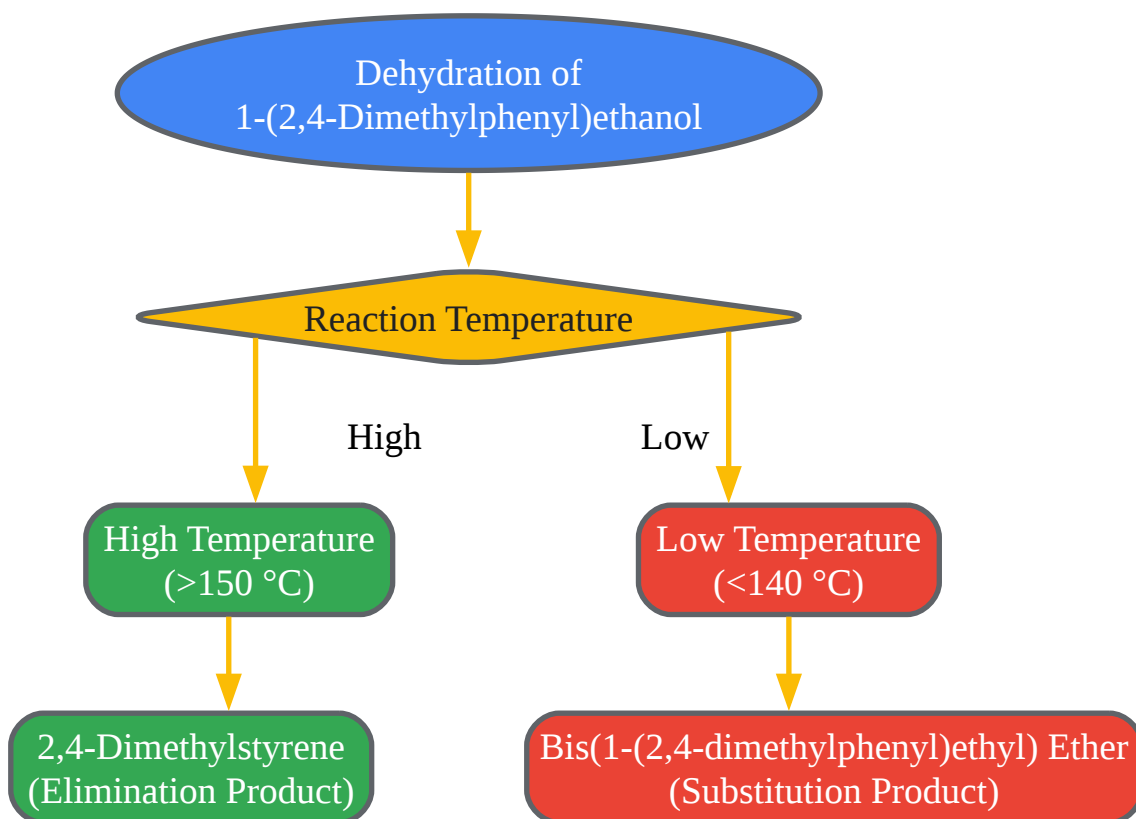 Dehydration of
1-(2,4-Dimethylphenyl)ethanol
Reaction Temperature
High
Low
High Temperature
(>150 °C)
Low Temperature
(<140 °C)
2,4-Dimethylstyrene
(Elimination Product)
Bis(1-(2,4-dimethylphenyl)ethyl) Ether
(Substitution Product)